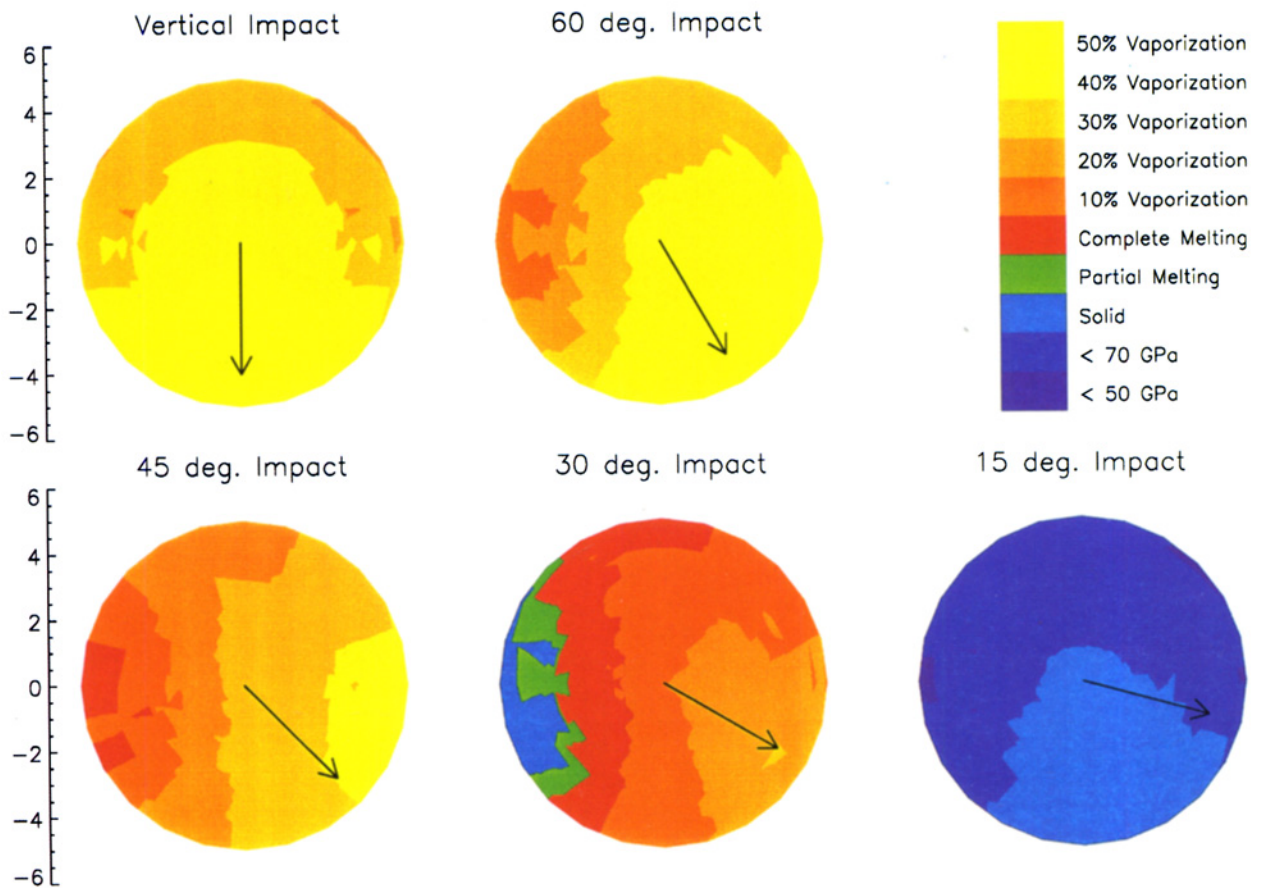 Vertical Impact
60 deg. Impact
6
4
2
0
−2
−4
−6
50% Vaporization
40% Vaporization
30% Vaporization
20% Vaporization
10% Vaporization
Complete Melting
Partial Melting
Solid
< 70 GPa
< 50 GPa
45 deg. Impact
30 deg. Impact
15 deg. Impact
6
4
2
0
−2
−4
−6